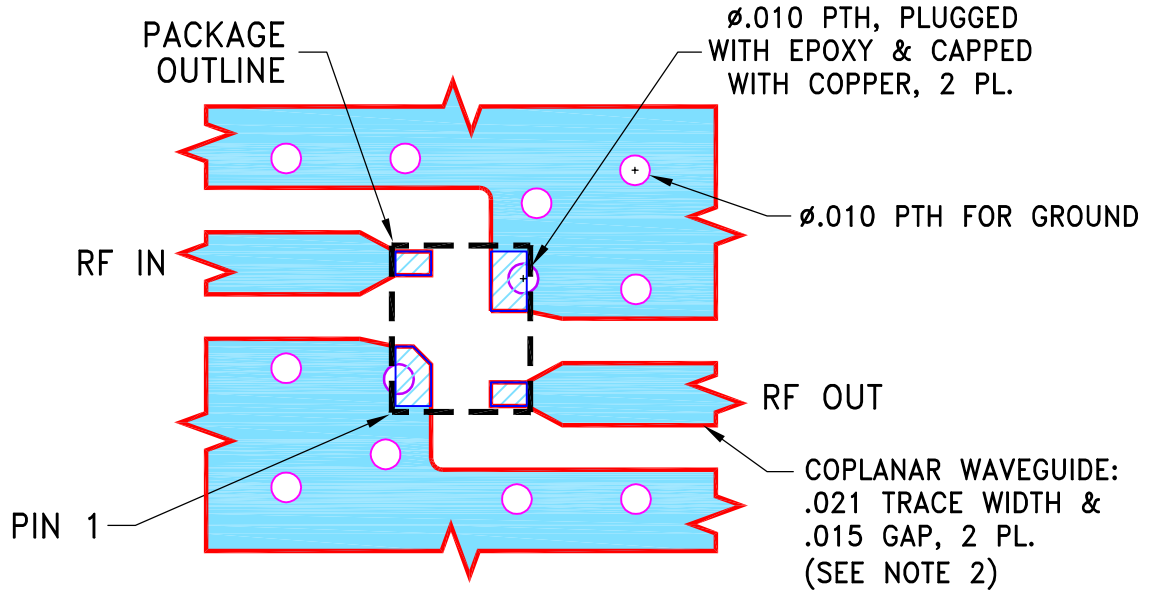 PACKAGE
OUTLINE
ø.010 PTH, PLUGGED
WITH EPOXY & CAPPED
WITH COPPER, 2 PL.
ø.010 PTH FOR GROUND
RF IN
RF OUT
PIN 1
COPLANAR WAVEGUIDE:
.021 TRACE WIDTH &
.015 GAP, 2 PL.
(SEE NOTE 2)